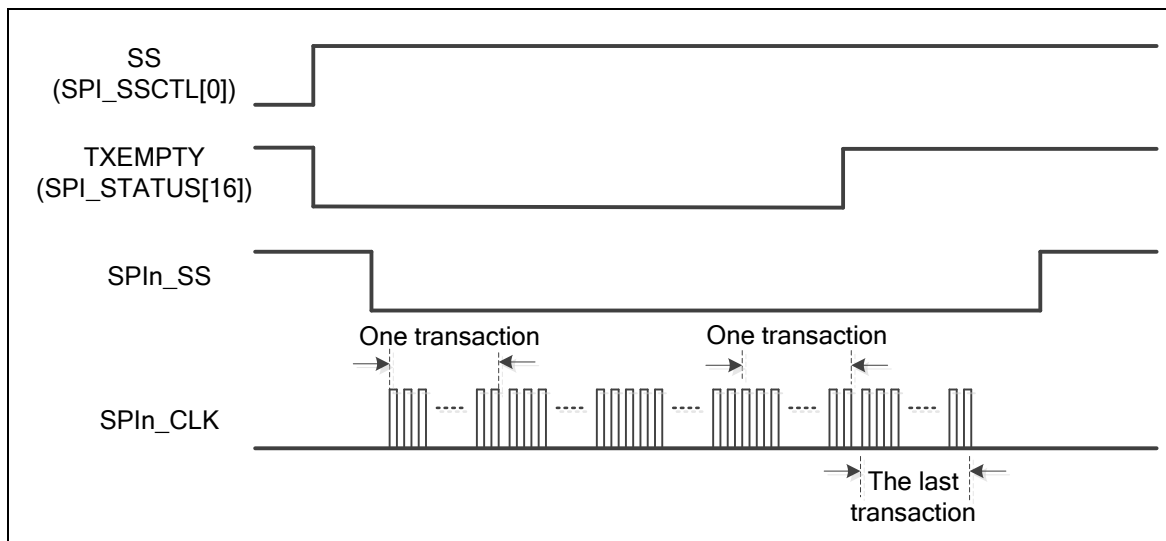 SS
(SPI_SSCTL[0])
TXEMPTY
(SPI_STATUS[16])
SPIn_SS
One transaction
One transaction
SPIn_CLK
The last
transaction